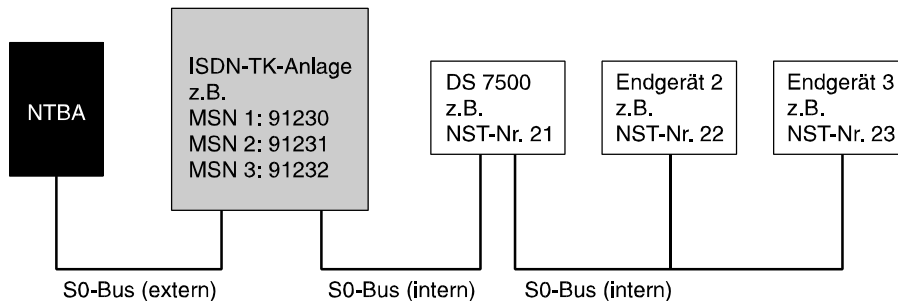 NTBA
ISDN-TK-Anlage
z.B.
MSN 1: 91230
MSN 2: 91231
MSN 3: 91232
DS 7500
z.B.
NST-Nr. 21
Endgerät 2
z.B.
NST-Nr. 22
Endgerät 3
z.B.
NST-Nr. 23
S0-Bus (extern)
S0-Bus (intern)
S0-Bus (intern)